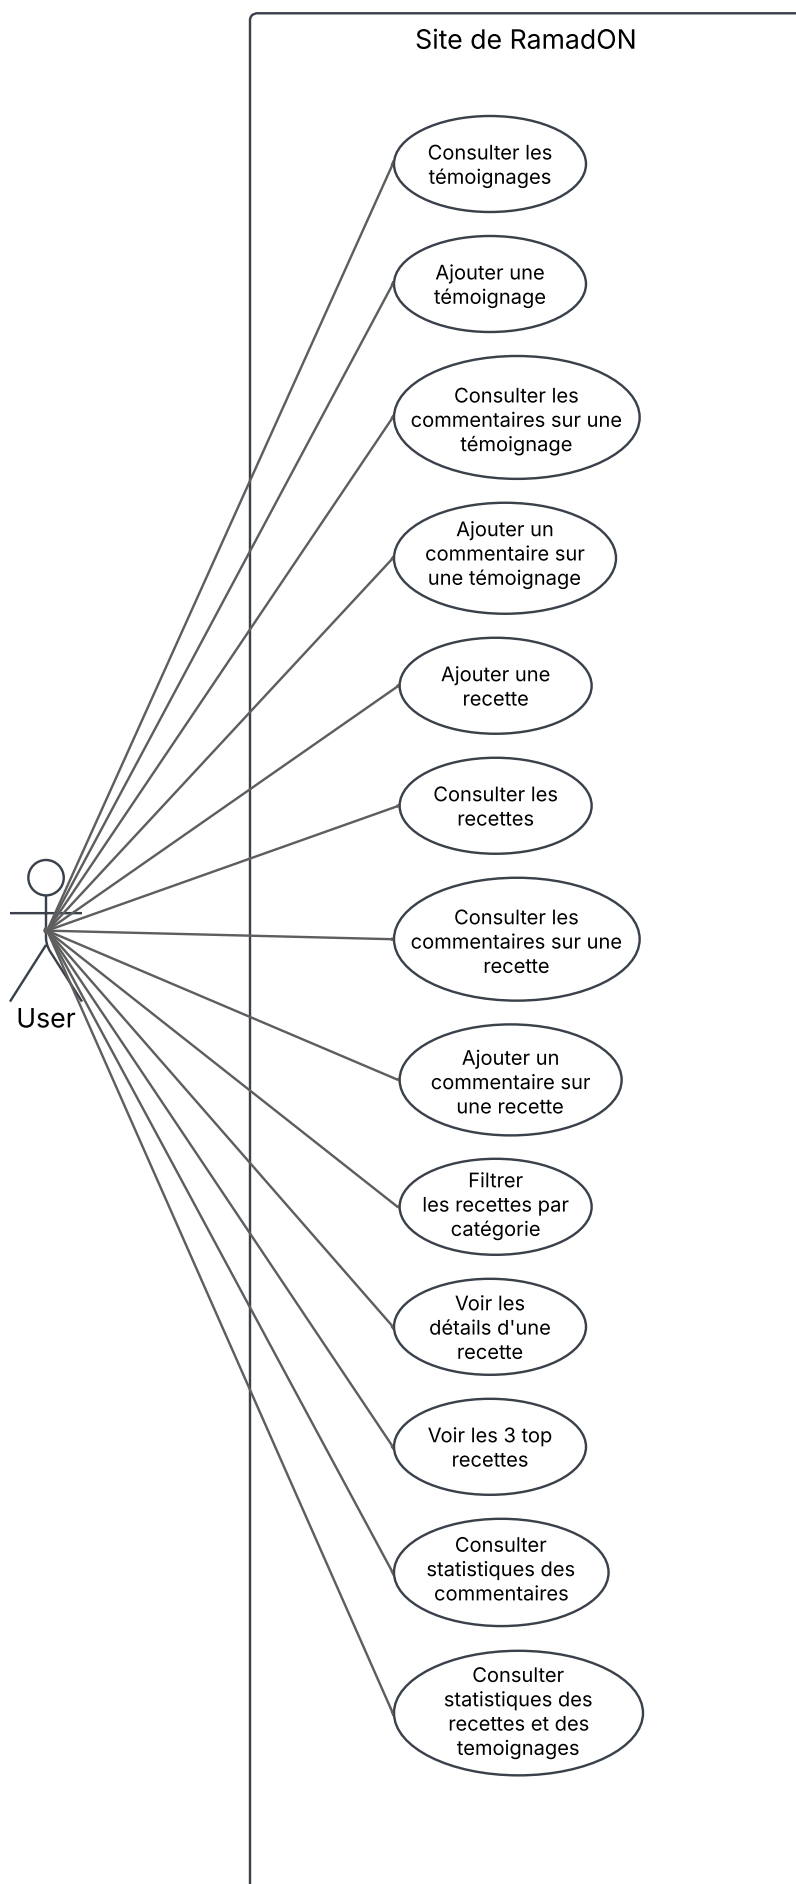 Site de RamadON
Consulter les
témoignages
Ajouter une
témoignage
Consulter les
commentaires sur une
témoignage
Ajouter un
commentaire sur
une témoignage
Ajouter une
recette
Consulter les
recettes
Consulter les
commentaires sur une
recette
User
Ajouter un
commentaire sur
une recette
Filtrer
les recettes par
catégorie
Voir les
détails d'une
recette
Voir les 3 top
recettes
Consulter
statistiques des
commentaires
Consulter
statistiques des
recettes et des
temoignages